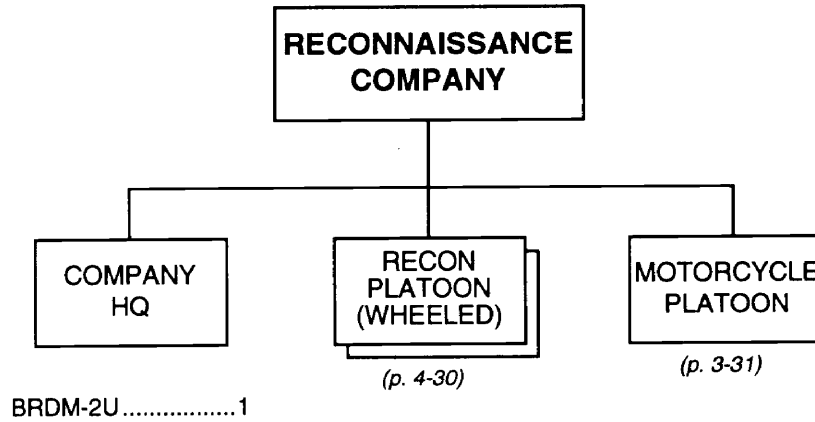 RECONNAISSANCE
COMPANY
COMPANY
HQ
RECON
PLATOON
(WHEELED)
MOTORCYCLE
PLATOON
(p. 4-30)
(p. 3-31)
BRDM-2U.................1